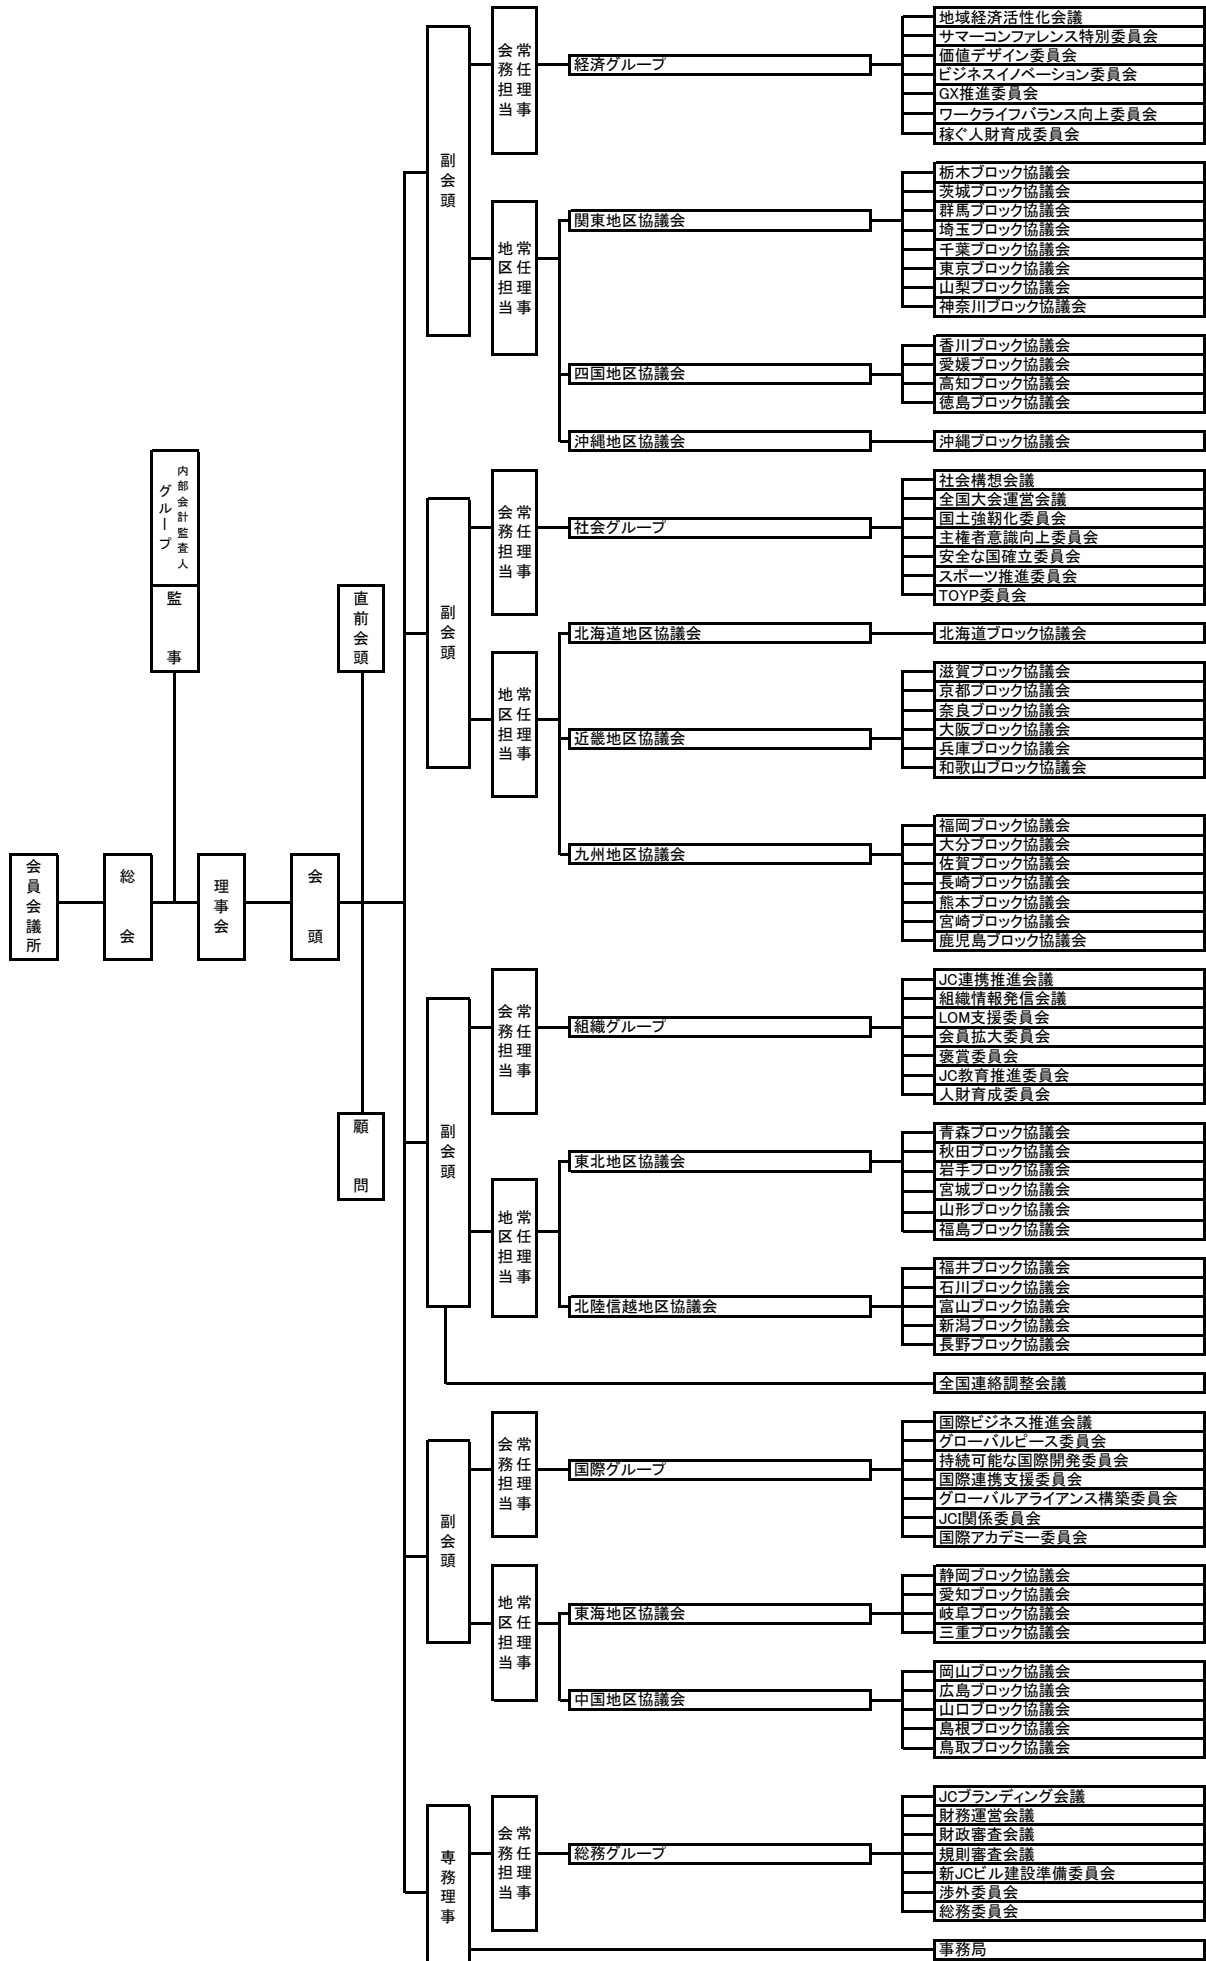 会員会議所
総会
内部会計監査人
グループ
監事
理事会
会頭
直前会頭
顧問
副会頭
常任理事
会務担当
経済グループ
地域経済活性化会議
サマーコンファレンス特別委員会
価値デザイン委員会
ビジネスイノベーション委員会
GX推進委員会
ワークライフバランス向上委員会
稼ぐ人財育成委員会
常任理事
地区担当
関東地区協議会
栃木ブロック協議会
茨城ブロック協議会
群馬ブロック協議会
埼玉ブロック協議会
千葉ブロック協議会
東京ブロック協議会
山梨ブロック協議会
神奈川ブロック協議会
四国地区協議会
香川ブロック協議会
愛媛ブロック協議会
高知ブロック協議会
徳島ブロック協議会
沖縄地区協議会
沖縄ブロック協議会
副会頭
常任理事
会務担当
社会グループ
社会構想会議
全国大会運営会議
国土強靭化委員会
主権者意識向上委員会
安全な国確立委員会
スポーツ推進委員会
TOYP委員会
常任理事
地区担当
北海道地区協議会
北海道ブロック協議会
近畿地区協議会
滋賀ブロック協議会
京都ブロック協議会
奈良ブロック協議会
大阪ブロック協議会
兵庫ブロック協議会
和歌山ブロック協議会
九州地区協議会
福岡ブロック協議会
大分ブロック協議会
佐賀ブロック協議会
長崎ブロック協議会
熊本ブロック協議会
宮崎ブロック協議会
鹿児島ブロック協議会
副会頭
常任理事
会務担当
組織グループ
JC連携推進会議
組織情報発信会議
LOM支援委員会
会員拡大委員会
褒賞委員会
JC教育推進委員会
人財育成委員会
常任理事
地区担当
東北地区協議会
青森ブロック協議会
秋田ブロック協議会
岩手ブロック協議会
宮城ブロック協議会
山形ブロック協議会
福島ブロック協議会
北陸信越地区協議会
福井ブロック協議会
石川ブロック協議会
富山ブロック協議会
新潟ブロック協議会
長野ブロック協議会
全国連絡調整会議
副会頭
常任理事
会務担当
国際グループ
国際ビジネス推進会議
グローバルピース委員会
持続可能な国際開発委員会
国際連携支援委員会
グローバルアライアンス構築委員会
JCI関係委員会
国際アカデミー委員会
常任理事
地区担当
東海地区協議会
静岡ブロック協議会
愛知ブロック協議会
岐阜ブロック協議会
三重ブロック協議会
中国地区協議会
岡山ブロック協議会
広島ブロック協議会
山口ブロック協議会
島根ブロック協議会
鳥取ブロック協議会
専務理事
常任理事
会務担当
総務グループ
JCブランディング会議
財務運営会議
財政審査会議
規則審査会議
新JCビル建設準備委員会
渉外委員会
総務委員会
事務局